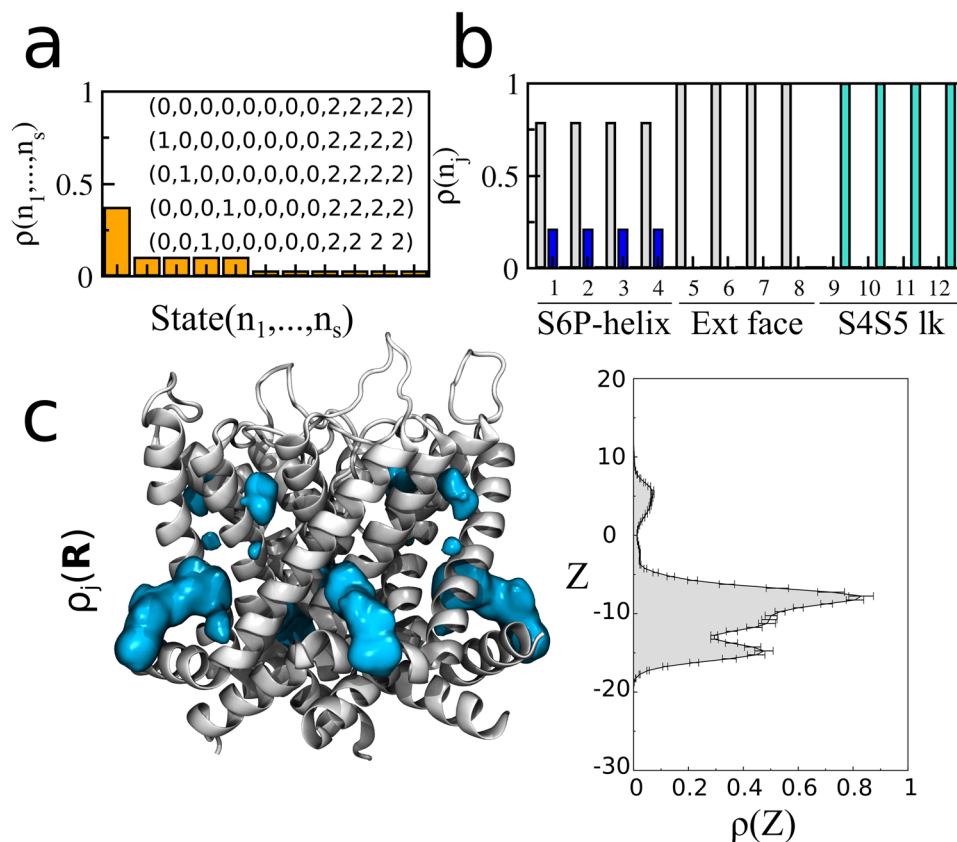 a
1
0.5
0
ρ(n1,...,ns)
(0,0,0,0,0,0,0,0,2,2,2,2)
(1,0,0,0,0,0,0,0,2,2,2,2)
(0,1,0,0,0,0,0,0,2,2,2,2)
(0,0,0,1,0,0,0,0,2,2,2,2)
(0,0,1,0,0,0,0,0,2,2 2 2)
State(n1,...,ns)
b
1
0.5
0
ρ(nj)
1 2 3 4 5 6 7 8 9 10 11 12
S6P-helix Ext face S4S5 lk
c
ρj(R)
20
10
0
-10
-20
-30
Z
0 0.2 0.4 0.6 0.8 1
ρ(Z)